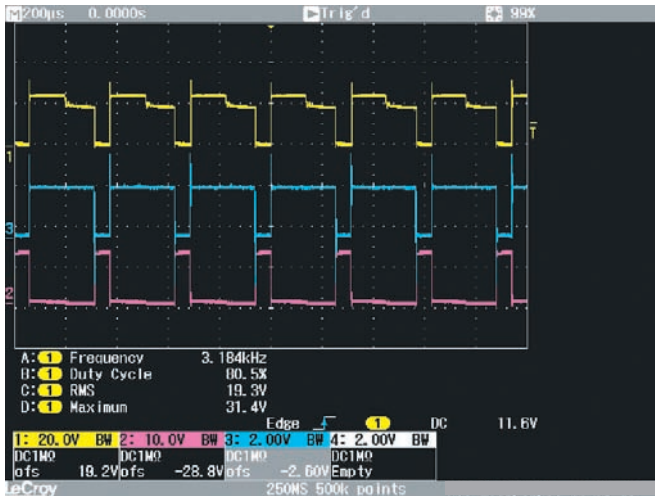 M 200µs 0.0000s Trig'd 99%
T
1
3
2
A: 1 Frequency 3.184kHz
B: 1 Duty Cycle 80.5%
C: 1 RMS 19.3V
D: 1 Maximum 31.4V
Edge 1 DC 11.6V
1: 20.0V BW 2: 10.0V BW 3: 2.00V BW 4: 2.00V BW
DC1MΩ DC1MΩ DC1MΩ DC1MΩ
ofs 19.2V ofs -28.8V ofs -2.60V Empty
LeCroy 250MS 500k points